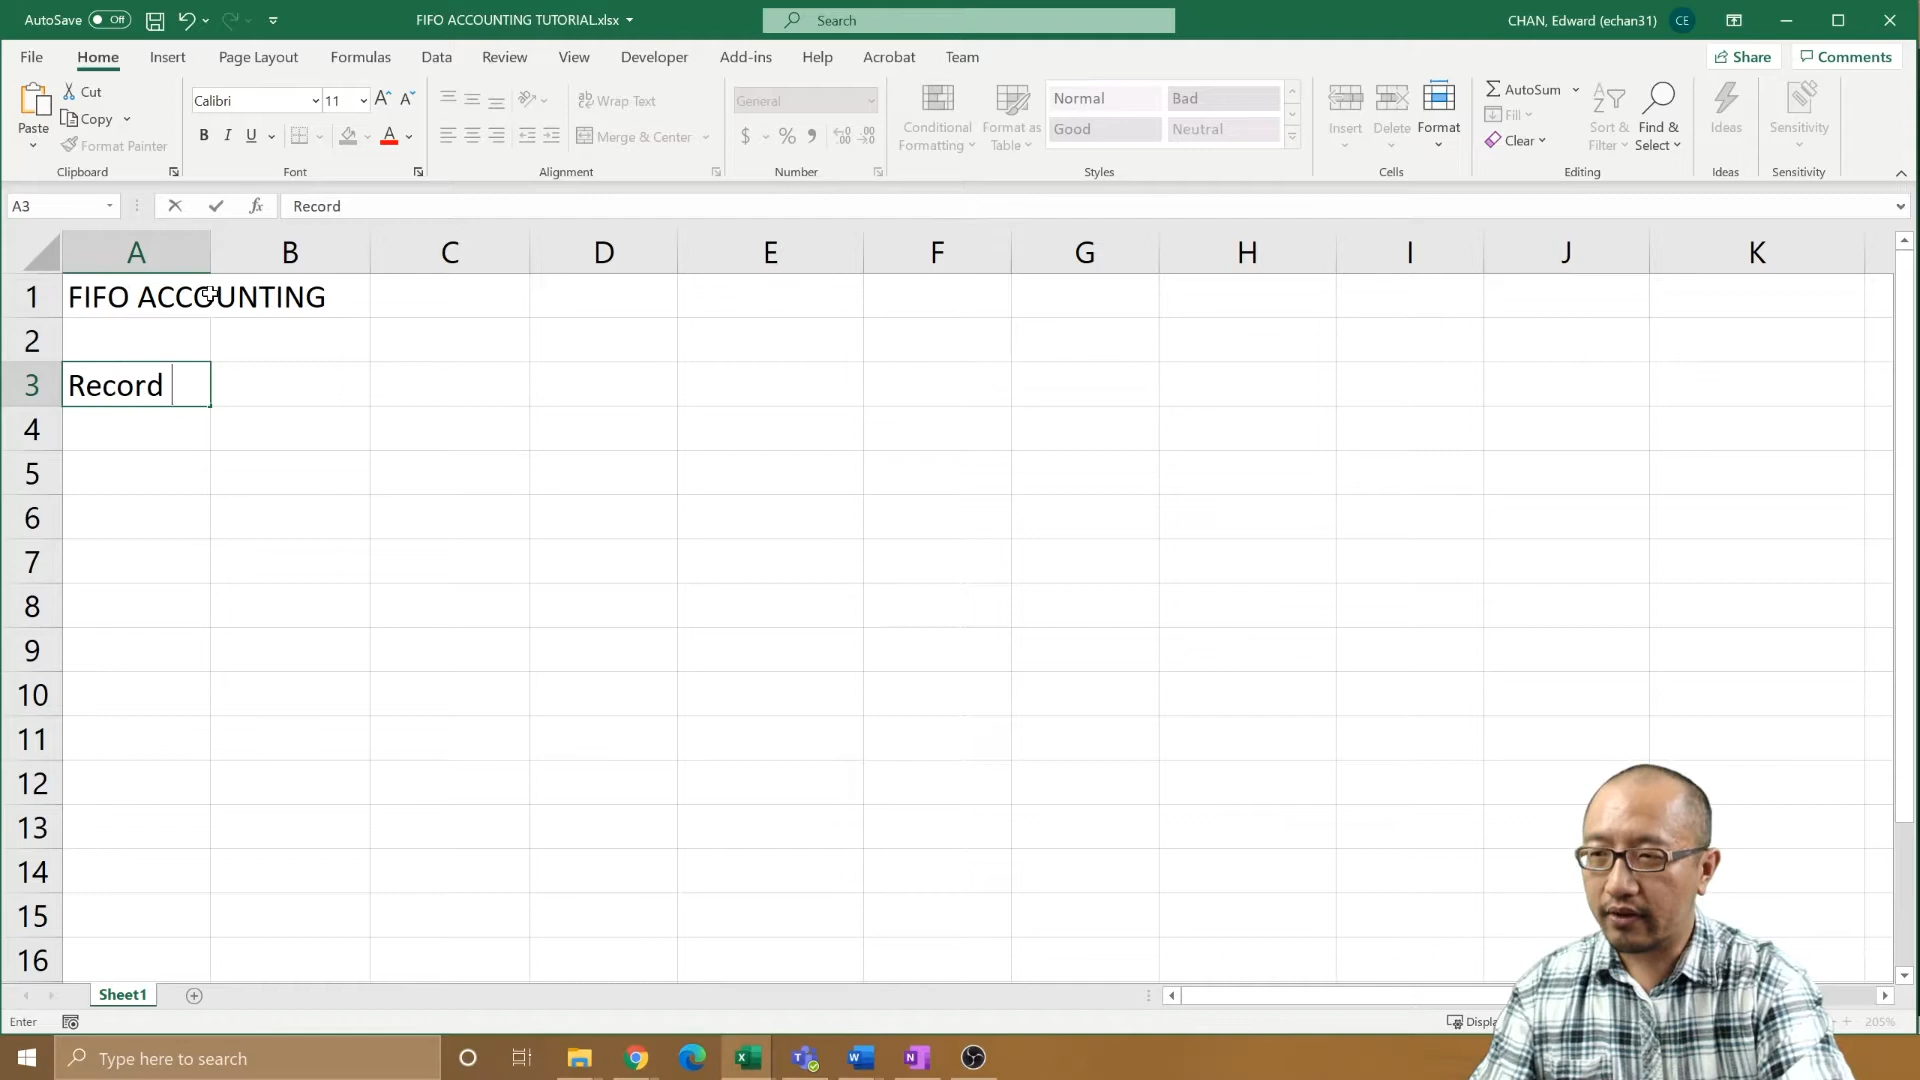 AutoSave Off FIFO ACCOUNTING TUTORIAL.xlsx Search CHAN, Edward (echan31) CE
File Home Insert Page Layout Formulas Data Review View Developer Add-ins Help Acrobat Team Share Comments
Paste Cut Copy Format Painter
Calibri 11
B I U A
ab Wrap Text
Merge & Center
General
$ %
Conditional Formatting
Format as Table
Normal Bad
Good Neutral
Insert Delete Format
AutoSum
Fill
Clear
Sort & Filter
Find & Select
Ideas
Sensitivity
Clipboard Font Alignment Number Styles Cells Editing Ideas Sensitivity
A3 fx Record
A B C D E F G H I J K
1 FIFO ACCOUNTING
2
3 Record
4
5
6
7
8
9
10
11
12
13
14
15
16
Sheet1
Enter 205%
Type here to search